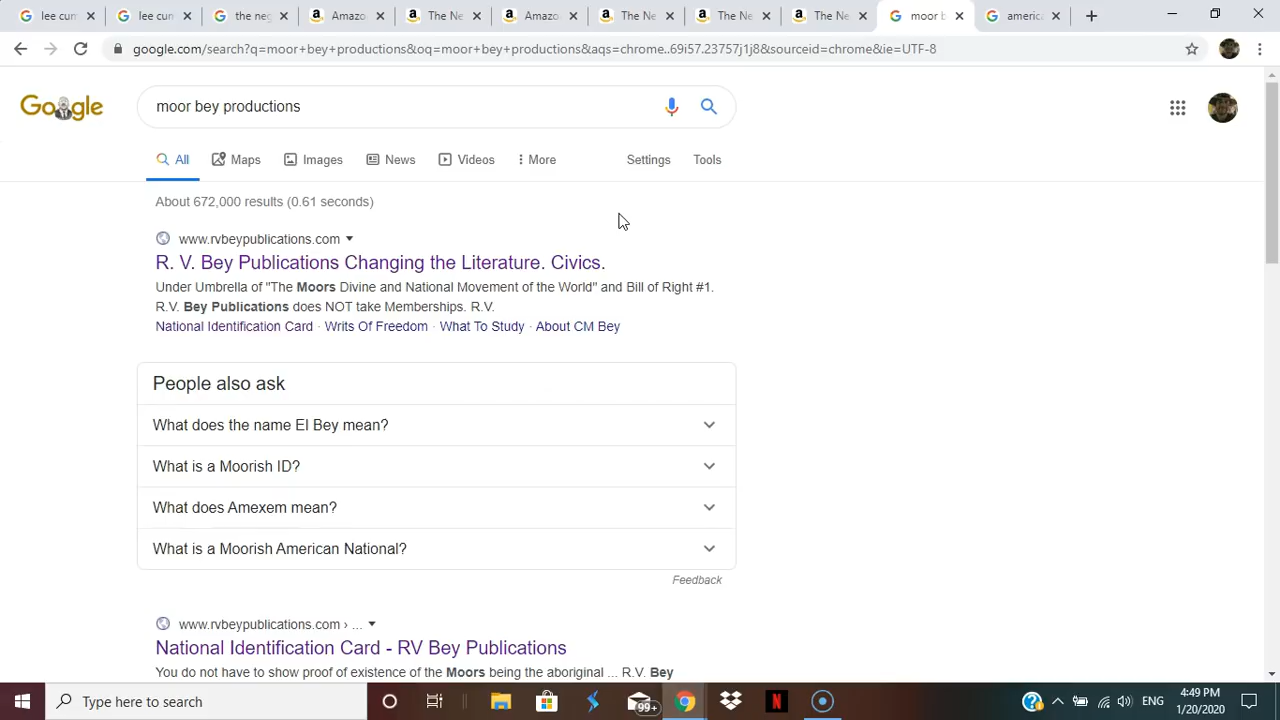 lee cum
lee cum
the neg
Amazo
The Ne
Amazo
The Ne
The Ne
The Ne
moor b
americ
google.com/search?q=moor+bey+productions&oq=moor+bey+productions&aqs=chrome..69i57.23757j1j8&sourceid=chrome&ie=UTF-8
Google
moor bey productions
All Maps Images News Videos More Settings Tools
About 672,000 results (0.61 seconds)
www.rvbeypublications.com
R. V. Bey Publications Changing the Literature. Civics.
Under Umbrella of "The Moors Divine and National Movement of the World" and Bill of Right #1.
R.V. Bey Publications does NOT take Memberships. R.V.
National Identification Card · Writs Of Freedom · What To Study · About CM Bey
People also ask
What does the name El Bey mean?
What is a Moorish ID?
What does Amexem mean?
What is a Moorish American National?
Feedback
www.rvbeypublications.com › ...
National Identification Card - RV Bey Publications
You do not have to show proof of existence of the Moors being the aboriginal ... R.V. Bey
Type here to search
99+
N
ENG
4:49 PM
1/20/2020